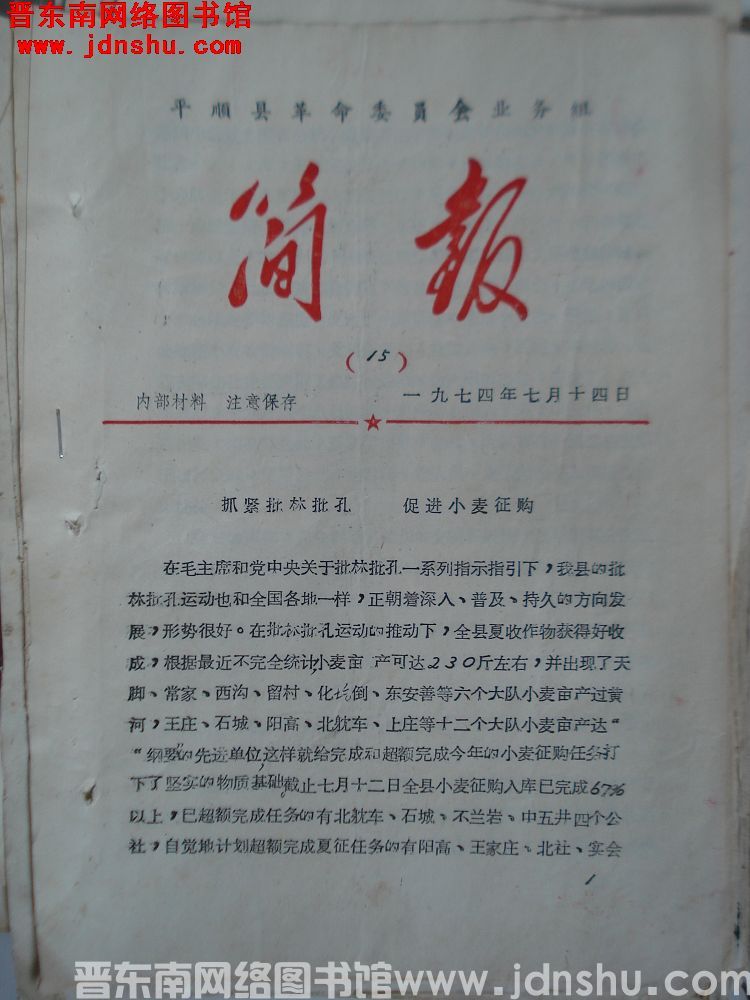 晋东南网络图书馆
www.jdnshu.com
平顺县革命委员会业务组
简报
(15)
内部材料 注意保存 一九七四年七月十四日
抓紧批林批孔 促进小麦征购
在毛主席和党中央关于批林批孔一系列指示指引下，我县的批
林批孔运动也和全国各地一样，正朝着深入、普及、持久的方向发
展，形势很好。在批林批孔运动的推动下，全县夏收作物获得好收
成，根据最近不完全统计，小麦亩产可达230斤左右，并出现了天
脚、常家、西沟、留村、化坑倒、东安善等六个大队小麦亩产过黄
河，王庄、石城、阳高、北躭车、上庄等十二个大队小麦亩产达“
“纲要”的先进单位，这样就给完成和超额完成今年的小麦征购任务打
下了坚实的物质基础。截止七月十二日全县小麦征购入库已完成67%
以上，已超额完成任务的有北躭车、石城、不兰岩、中五井四个公
社，自觉地计划超额完成夏征任务的有阳高、王家庄、北社、实会
1
晋东南网络图书馆www.jdnshu.com